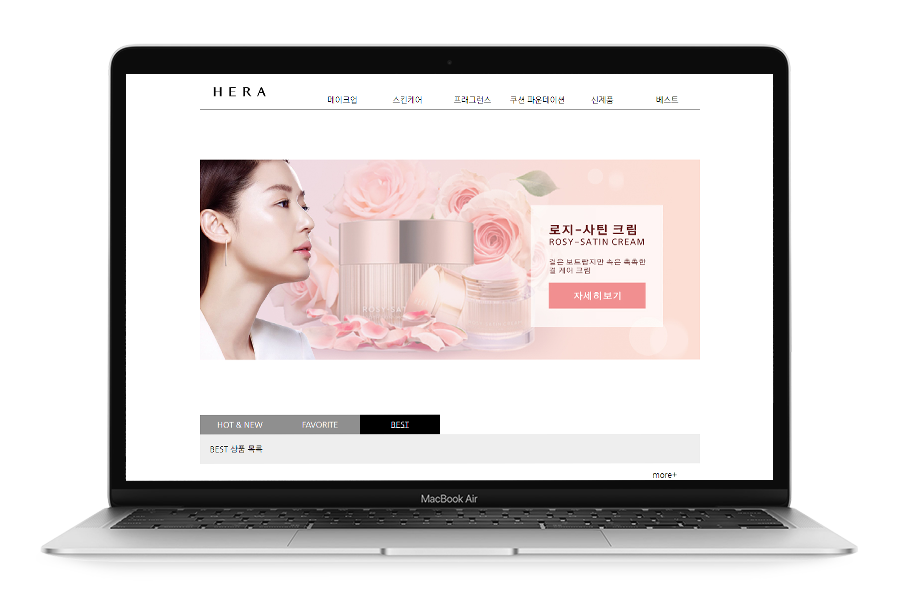 HERA
메이크업 스킨케어 프래그런스 쿠션 파운데이션 신제품 베스트
로지-사틴 크림
ROSY-SATIN CREAM
겉은 보드랍지만 속은 촉촉한
결 케어 크림
자세히보기
ROSY-SAT
HOT & NEW FAVORITE BEST
BEST 상품 목록
more+
MacBook Air